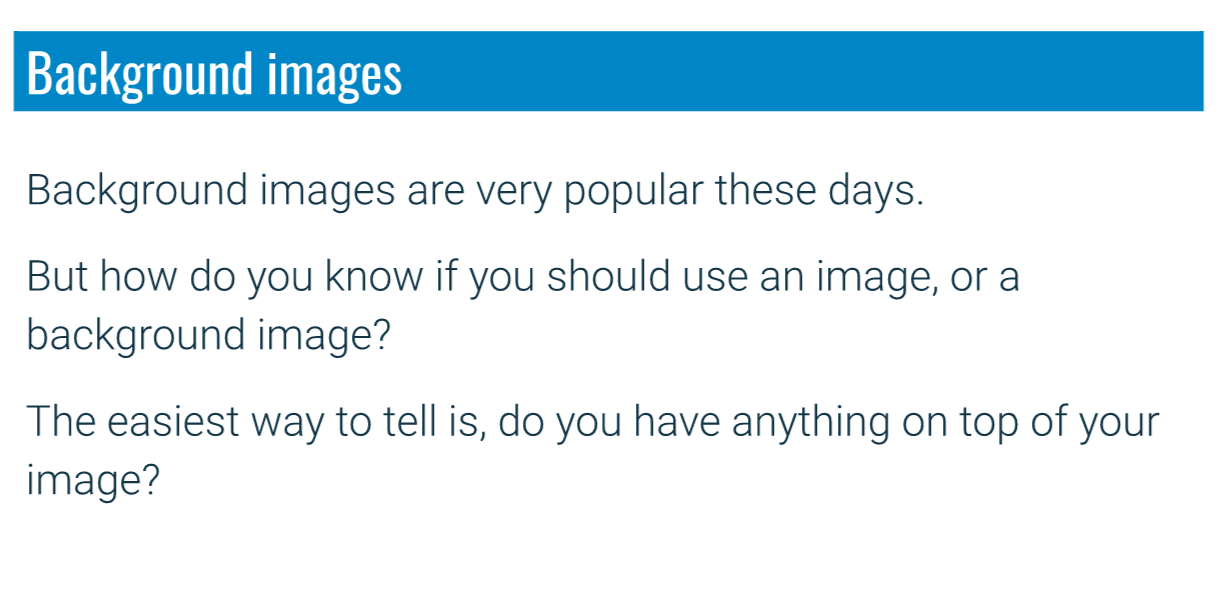 Background images
Background images are very popular these days.
But how do you know if you should use an image, or a
background image?
The easiest way to tell is, do you have anything on top of your
image?